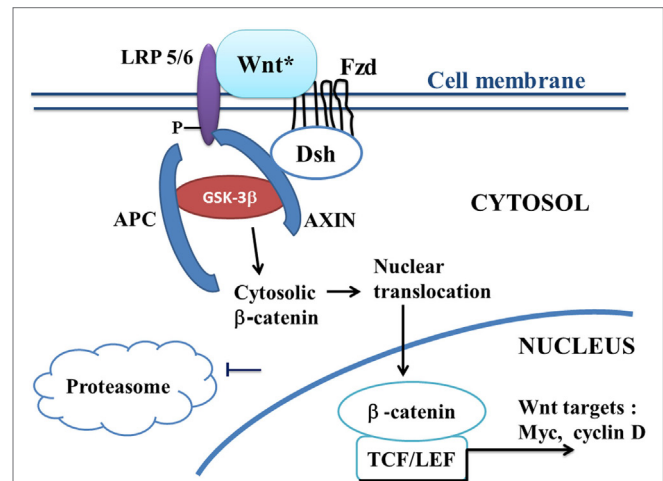 LRP 5/6
Wnt*
Fzd
Cell membrane
P
Dsh
GSK-3β
CYTOSOL
APC
AXIN
Cytosolic
β-catenin
Nuclear
translocation
NUCLEUS
Proteasome
β -catenin
TCF/LEF
Wnt targets :
Myc, cyclin D